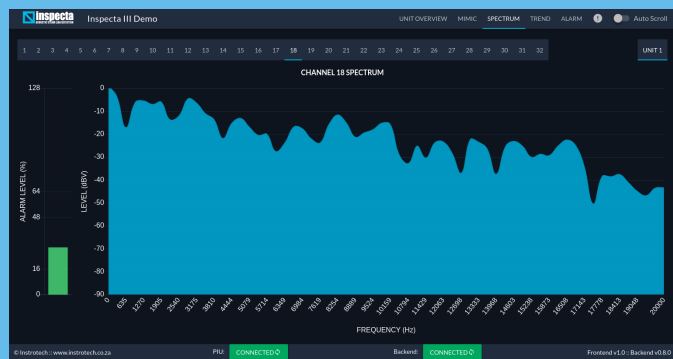 inspecta
Inspecta III Demo
UNIT OVERVIEW MIMIC SPECTRUM TREND ALARM ! Auto Scroll
1 2 3 4 5 6 7 8 9 10 11 12 13 14 15 16 17 18 19 20 21 22 23 24 25 26 27 28 29 30 31 32 UNIT 1
CHANNEL 18 SPECTRUM
ALARM LEVEL (%)
128
64
48
16
0
LEVEL (dBV)
0
-10
-20
-30
-40
-50
-60
-70
-80
-90
0 635 1270 1905 2540 3175 3810 4444 5079 5714 6349 6984 7619 8254 8889 9524 10159 10794 11429 12063 12698 13333 13968 14603 15238 15873 16508 17143 17778 18413 19048 20000
FREQUENCY (Hz)
© Instrotech :: www.instrotech.co.za PIU: CONNECTED Backend: CONNECTED Frontend v1.0 :: Backend v0.8.0